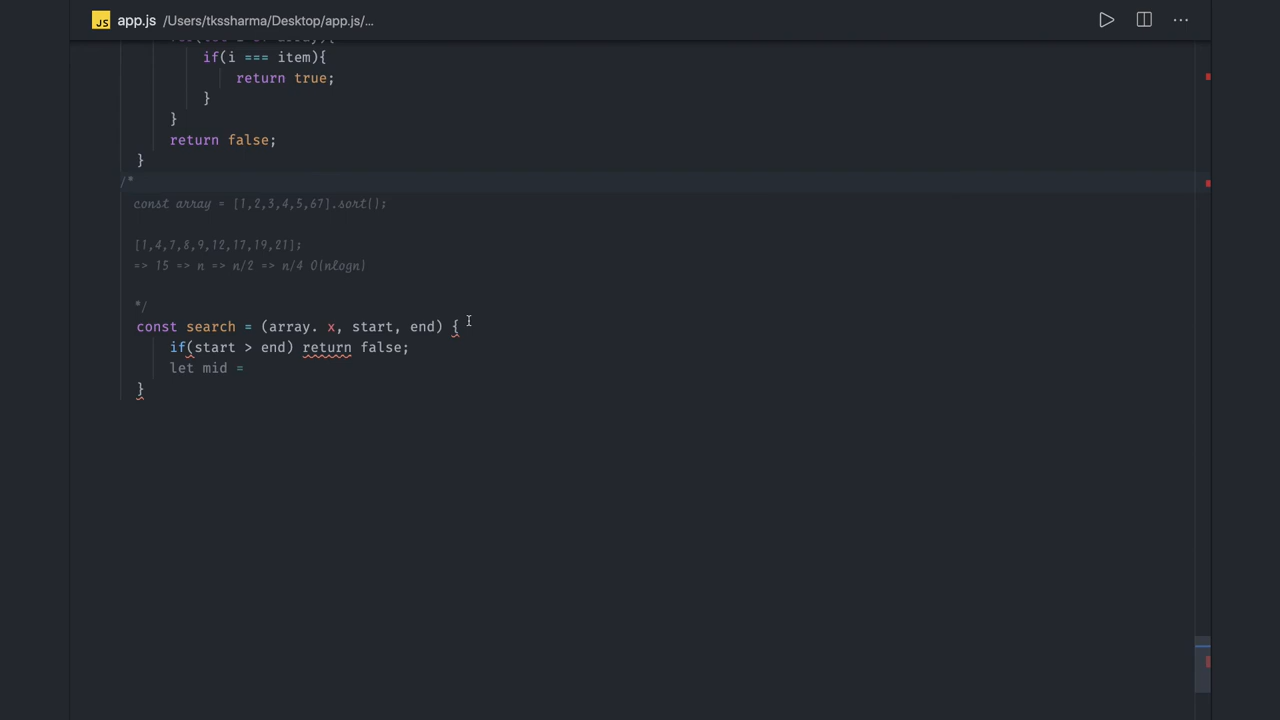 JS app.js /Users/tkssharma/Desktop/app.js/…
if(i === item){
return true;
}
}
return false;
}
/*
const array = [1,2,3,4,5,67].sort();
[1,4,7,8,9,12,17,19,21];
=> 15 => n => n/2 => n/4 O(nlogn)
*/
const search = (array. x, start, end) {
if(start > end) return false;
let mid =
}